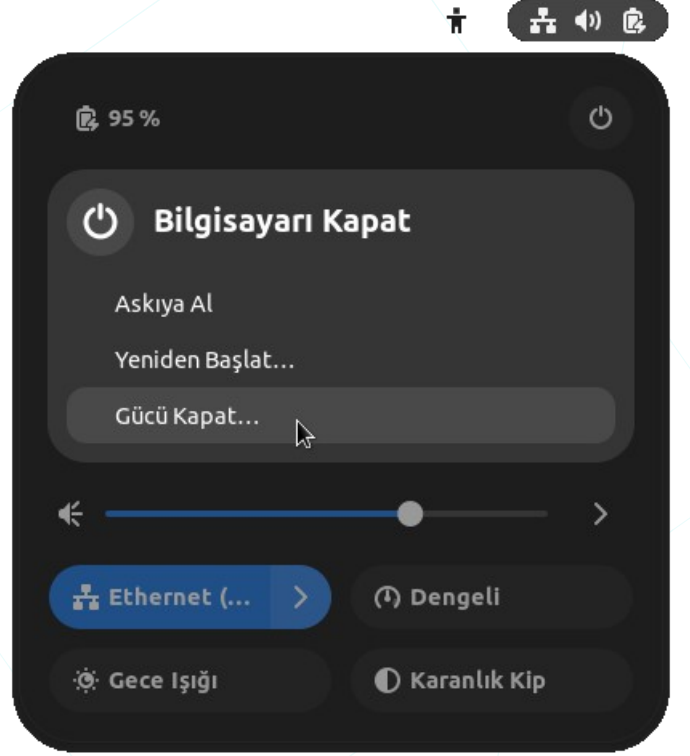 95 %
Bilgisayarı Kapat
Askıya Al
Yeniden Başlat...
Gücü Kapat...
Ethernet (...
Dengeli
Gece Işığı
Karanlık Kip